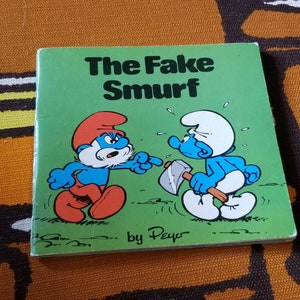 The Fake
Smurf
by Peyo